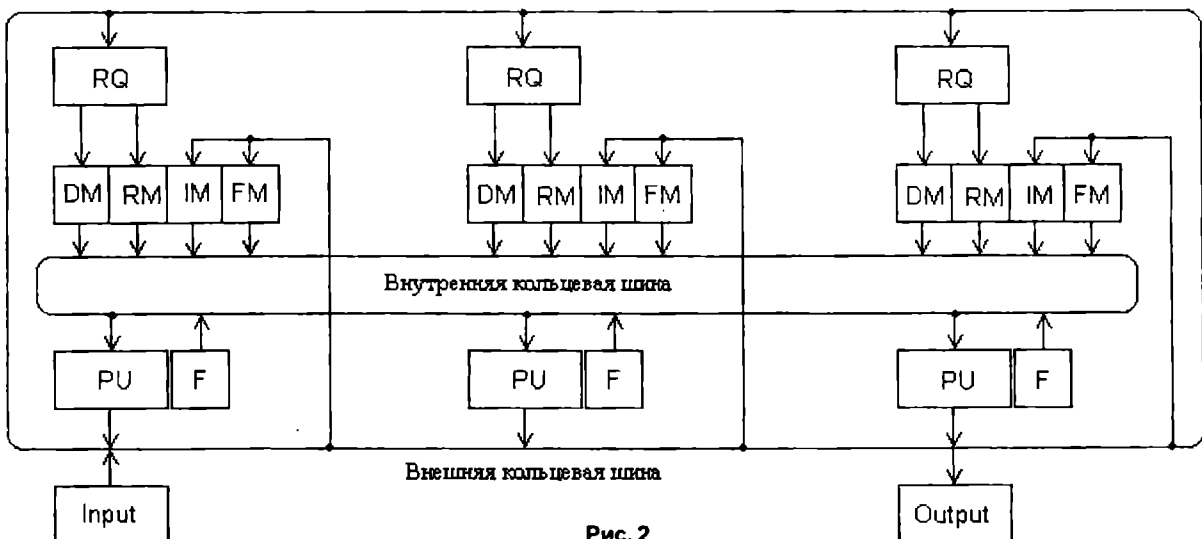 RQ RQ RQ
DM RM IM FM DM RM IM FM DM RM IM FM
Внутренняя кольцевая шина
PU F PU F PU F
Внешняя кольцевая шина
Input Output
Рис. 2